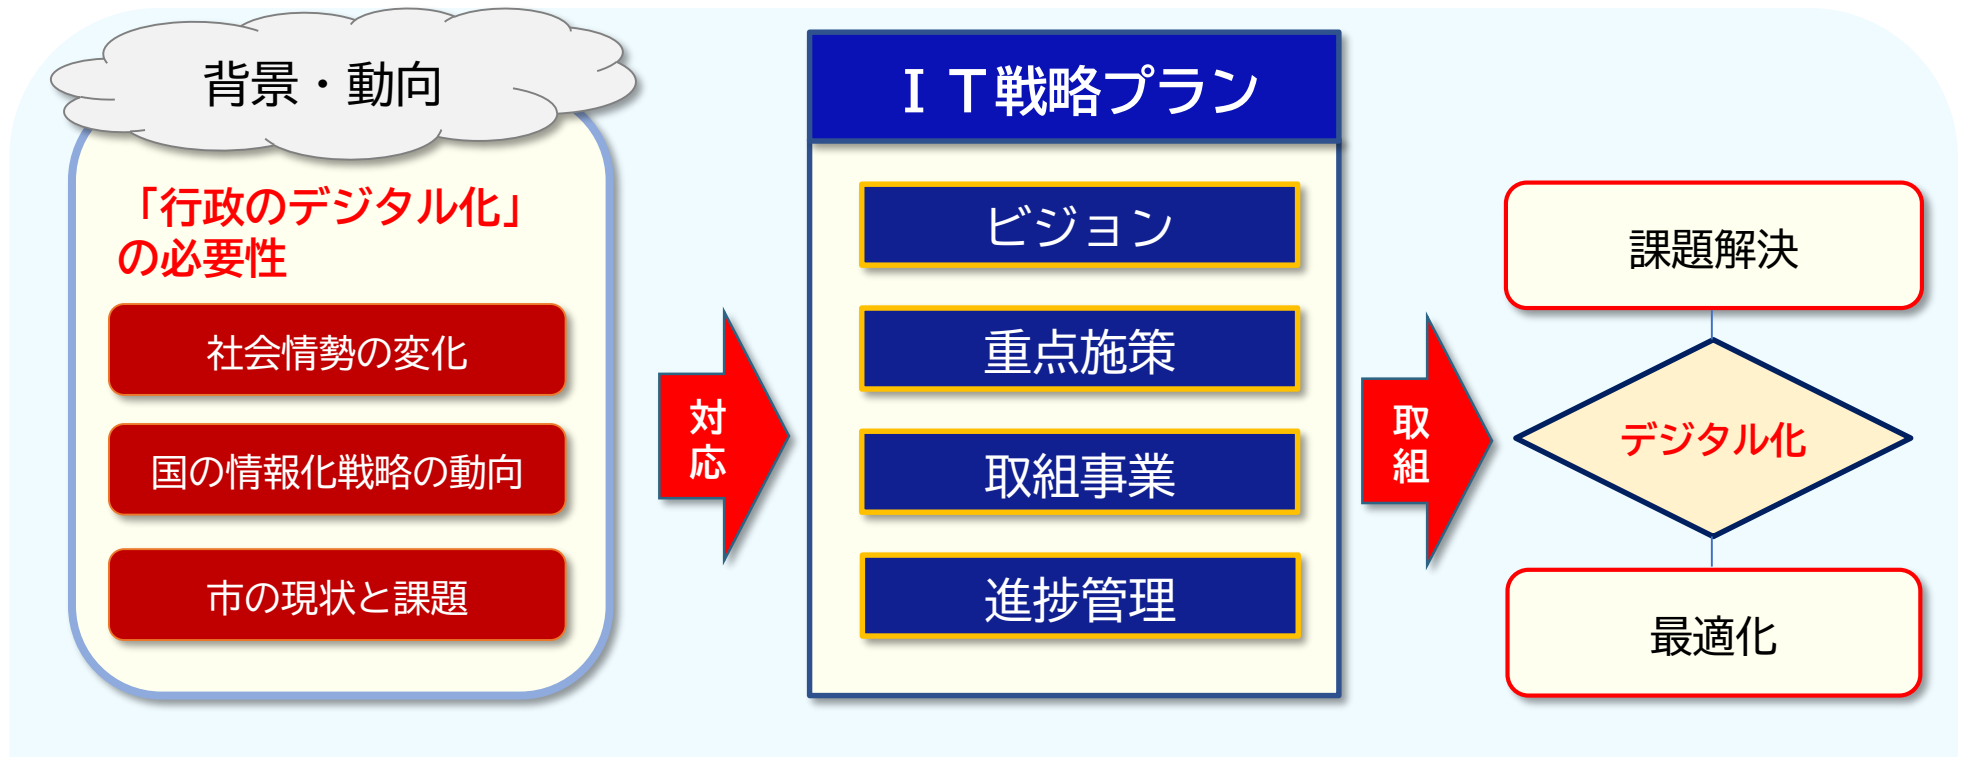 背景・動向
「行政のデジタル化」
の必要性
社会情勢の変化
国の情報化戦略の動向
市の現状と課題
対
応
ＩＴ戦略プラン
ビジョン
重点施策
取組事業
進捗管理
取
組
課題解決
デジタル化
最適化